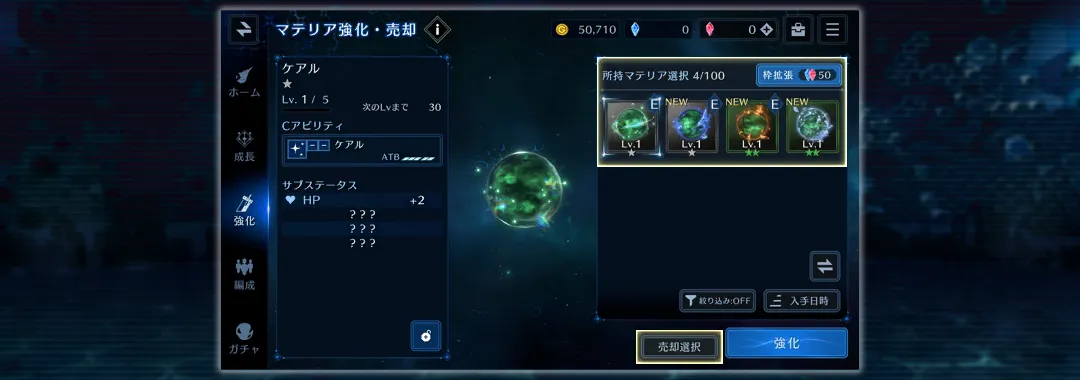 マテリア強化・売却
i
G 50,710
0
0
ホーム
成長
強化
編成
ガチャ
ケアル
Lv. 1 / 5
次のLvまで 30
Cアビリティ
ケアル
ATB
サブステータス
HP +2
???
???
???
所持マテリア選択 4/100
枠拡張 50
E
NEW E
NEW E
NEW
Lv.1
Lv.1
Lv.1
Lv.1
絞り込み:OFF
入手日時
売却選択
強化